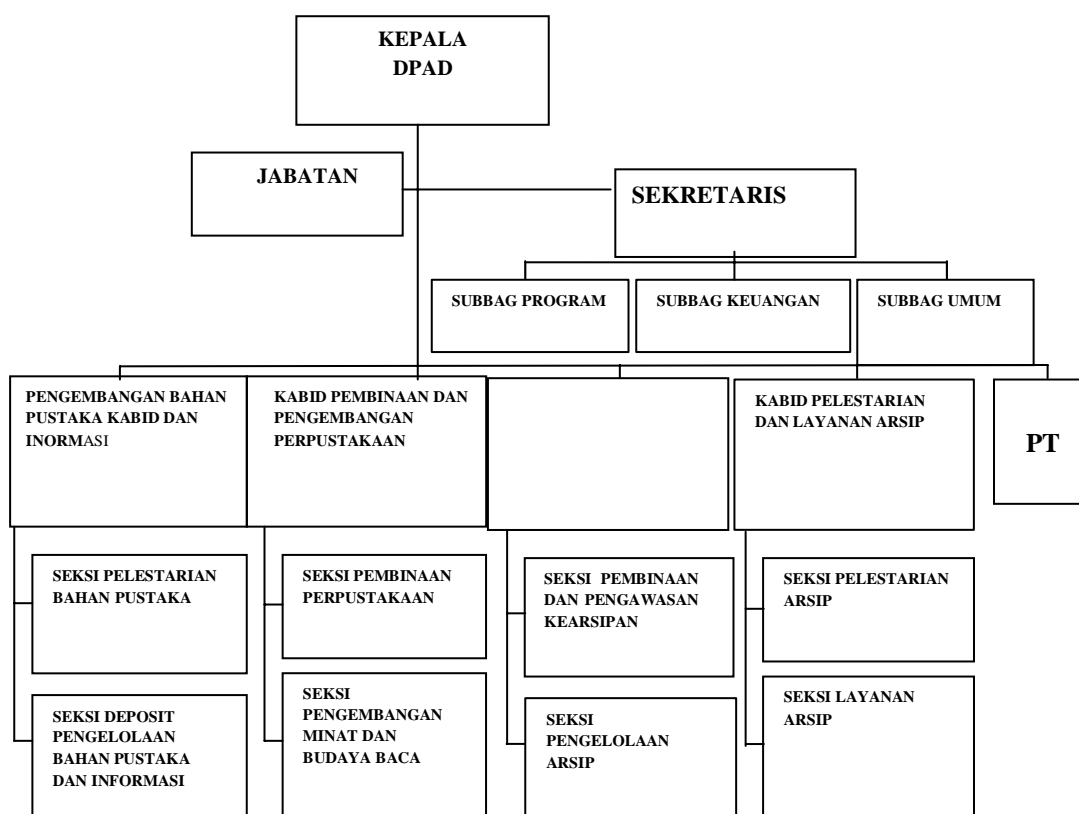 KEPALA
DPAD
JABATAN
SEKRETARIS
SUBBAG PROGRAM
SUBBAG KEUANGAN
SUBBAG UMUM
PENGEMBANGAN BAHAN
PUSTAKA KABID DAN
INORMASI
KABID PEMBINAAN DAN
PENGEMBANGAN
PERPUSTAKAAN
KABID PELESTARIAN
DAN LAYANAN ARSIP
PT
SEKSI PELESTARIAN
BAHAN PUSTAKA
SEKSI PEMBINAAN
PERPUSTAKAAN
SEKSI PEMBINAAN
DAN PENGAWASAN
KEARSIPAN
SEKSI PELESTARIAN
ARSIP
SEKSI DEPOSIT
PENGELOLAAN
BAHAN PUSTAKA
DAN INFORMASI
SEKSI
PENGEMBANGAN
MINAT DAN
BUDAYA BACA
SEKSI
PENGELOLAAN
ARSIP
SEKSI LAYANAN
ARSIP